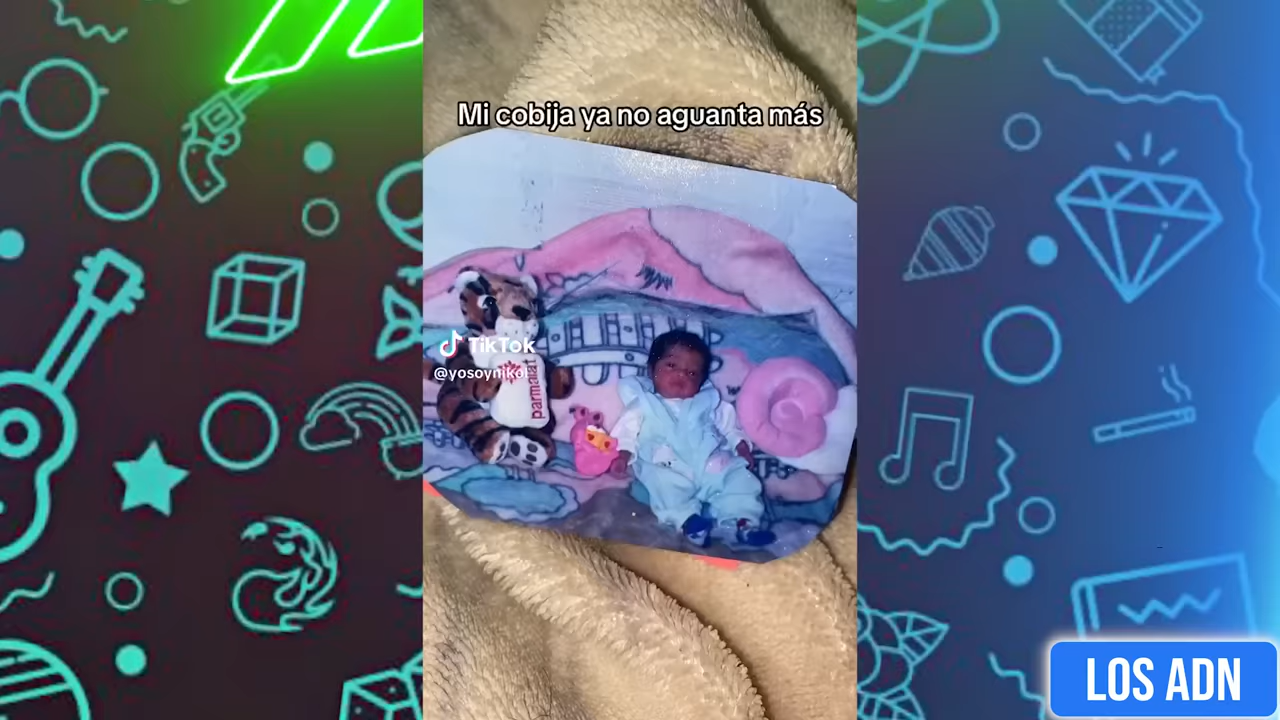 Mi cobija ya no aguanta más
TikTok
@yosoynikol
parmalat
LOS ADN